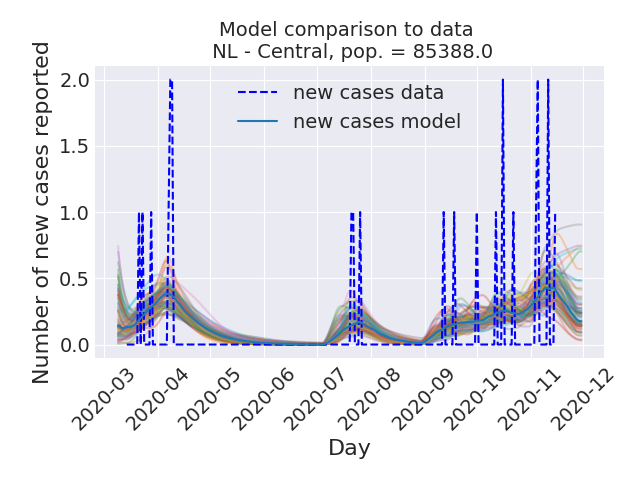 Model comparison to data
NL - Central, pop. = 85388.0
Number of new cases reported
2.0
1.5
1.0
0.5
0.0
new cases data
new cases model
2020-03
2020-04
2020-05
2020-06
2020-07
2020-08
2020-09
2020-10
2020-11
2020-12
Day